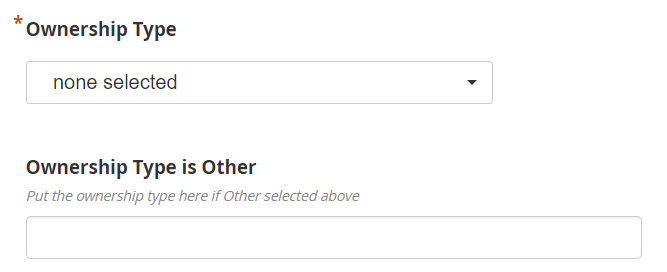 * Ownership Type
none selected
Ownership Type is Other
Put the ownership type here if Other selected above